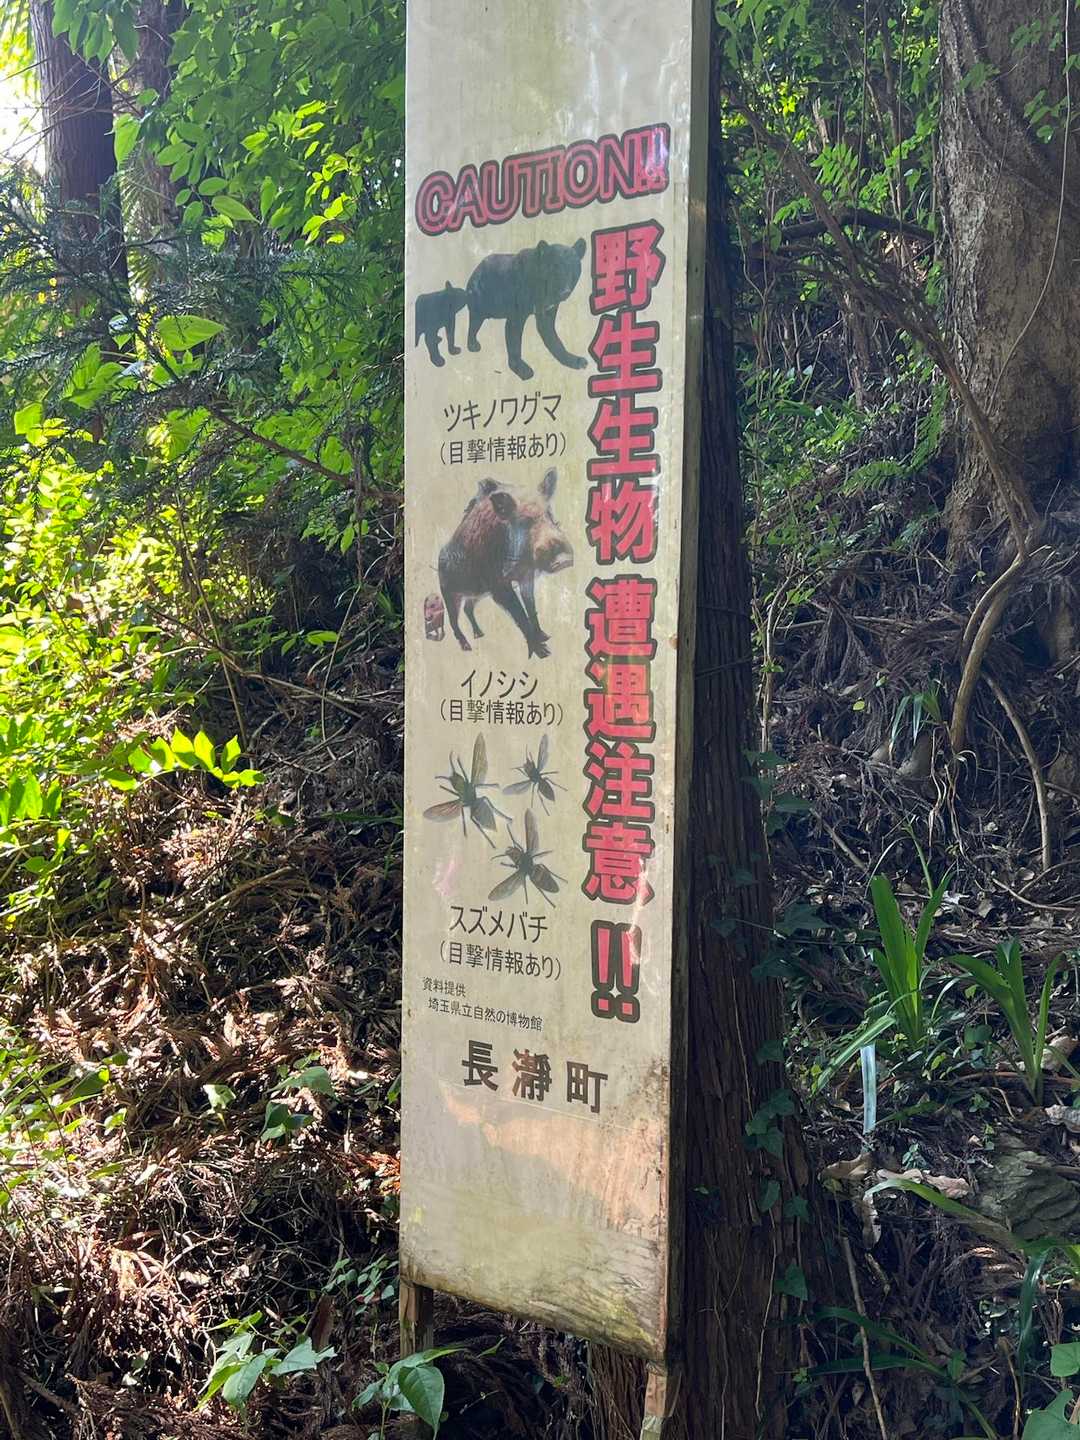 CAUTION!!!
野生生物 遭遇注意 !!
ツキノワグマ
(目撃情報あり)
イノシシ
(目撃情報あり)
スズメバチ
(目撃情報あり)
資料提供
埼玉県立自然の博物館
長瀞町